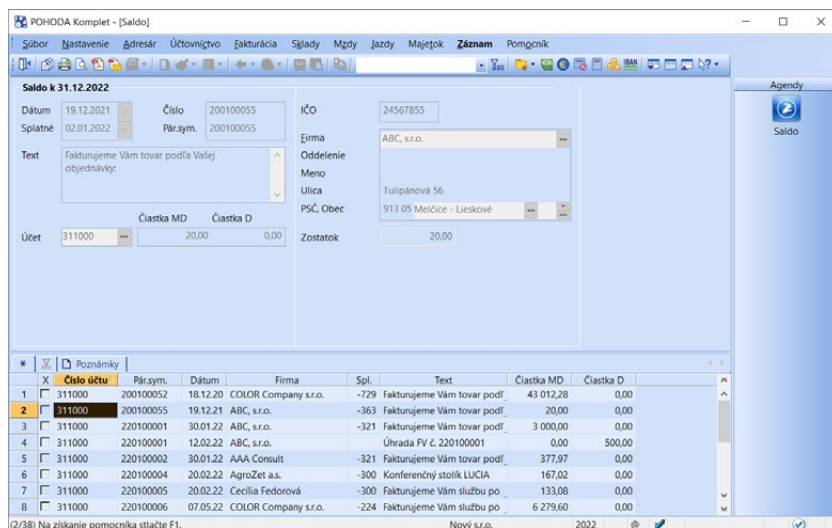 POHODA Komplet - [Saldo]
Súbor Nastavenie Adresár Účtovníctvo Fakturácia Sklady Mzdy Jazdy Majetok Záznam Pomocník
IBAN
Saldo k 31.12.2022
Agendy
Saldo
Dátum 19.12.2021 Číslo 200100055 IČO 24567855
Splatné 02.01.2022 Pár.sym. 200100055
Firma ABC, s.r.o.
Text Fakturujeme Vám tovar podľa Vašej objednávky:
Oddelenie
Meno
Ulica Tulipánová 56
PSČ, Obec 913 05 Melčice - Lieskové
Čiastka MD Čiastka D
Účet 311000 20,00 0,00 Zostatok 20,00
* Poznámky
X Číslo účtu Pár.sym. Dátum Firma Spl. Text Čiastka MD Čiastka D
1 311000 200100052 18.12.20 COLOR Company s.r.o. -729 Fakturujeme Vám tovar podľ 43 012,28 0,00
2 311000 200100055 19.12.21 ABC, s.r.o. -363 Fakturujeme Vám tovar podľ 20,00 0,00
3 311000 220100001 30.01.22 ABC, s.r.o. -321 Fakturujeme Vám tovar podľ 3 000,00 0,00
4 311000 220100001 12.02.22 ABC, s.r.o. Úhrada FV č. 220100001 0,00 500,00
5 311000 220100002 30.01.22 AAA Consult -321 Fakturujeme Vám tovar podľ 377,97 0,00
6 311000 220100004 20.02.22 AgroZet a.s. -300 Konferenčný stolík LUCIA 167,02 0,00
7 311000 220100005 20.02.22 Cecília Fedorová -300 Fakturujeme Vám službu po 133,08 0,00
8 311000 220100006 07.05.22 COLOR Company s.r.o. -224 Fakturujeme Vám službu po 6 279,60 0,00
(2/38) Na získanie pomocníka stlačte F1. Nový s.r.o. 2022 @